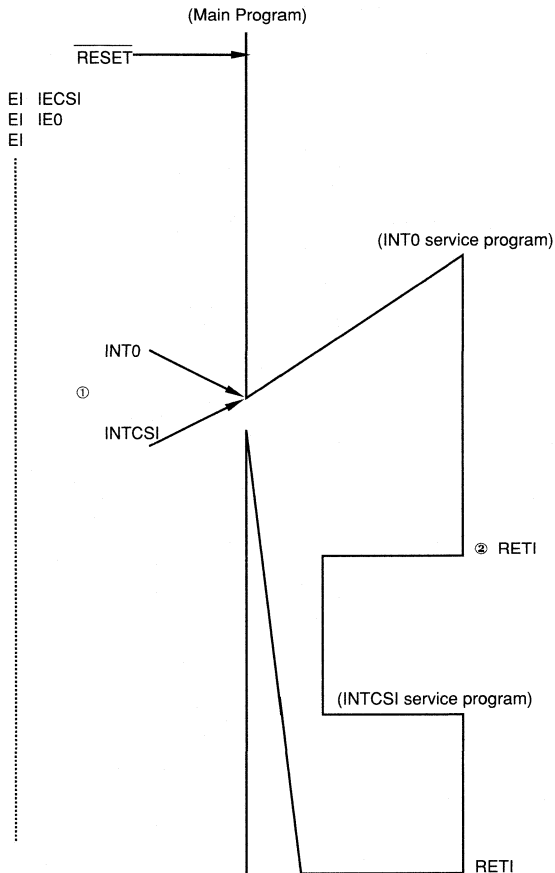 (Main Program)
RESET
EI IECSI
EI IE0
EI
(INT0 service program)
INT0
①
INTCSI
② RETI
(INTCSI service program)
RETI